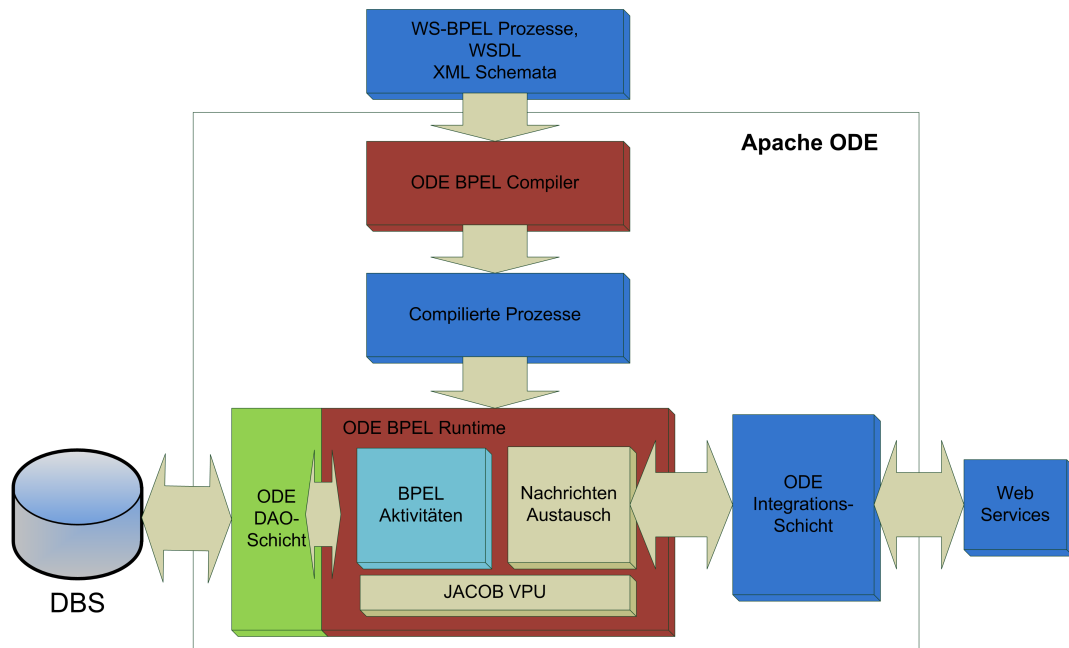 WS-BPEL Prozesse,
WSDL
XML Schemata
Apache ODE
ODE BPEL Compiler
Compilierte Prozesse
ODE BPEL Runtime
ODE
DAO-
Schicht
BPEL
Aktivitäten
Nachrichten
Austausch
JACOB VPU
ODE
Integrations-
Schicht
Web
Services
DBS